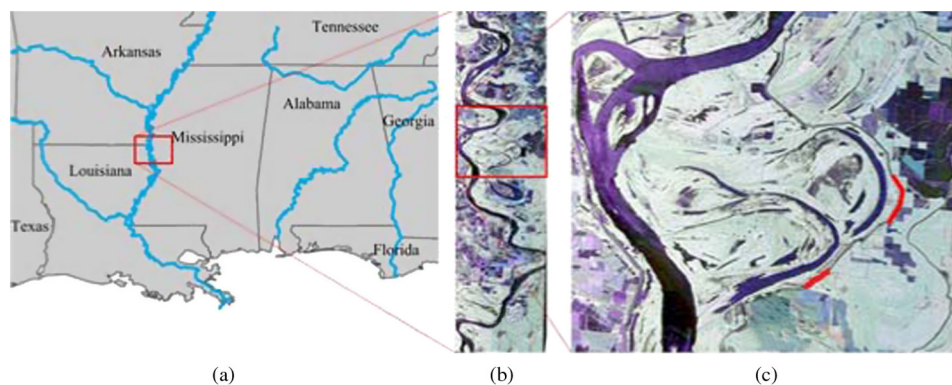 Tennessee
Arkansas
Alabama
Georgia
Mississippi
Louisiana
Texas
Florida
(a)
(b)
(c)